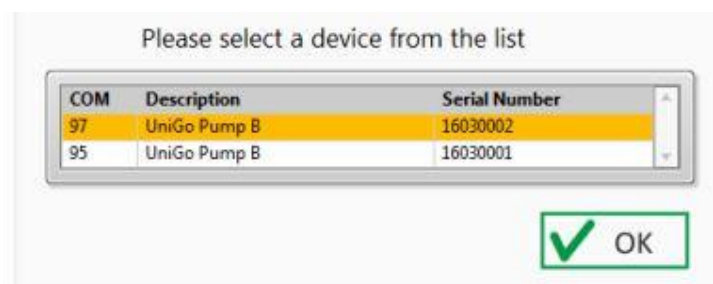 Please select a device from the list
COM Description Serial Number
97 UniGo Pump B 16030002
95 UniGo Pump B 16030001
OK